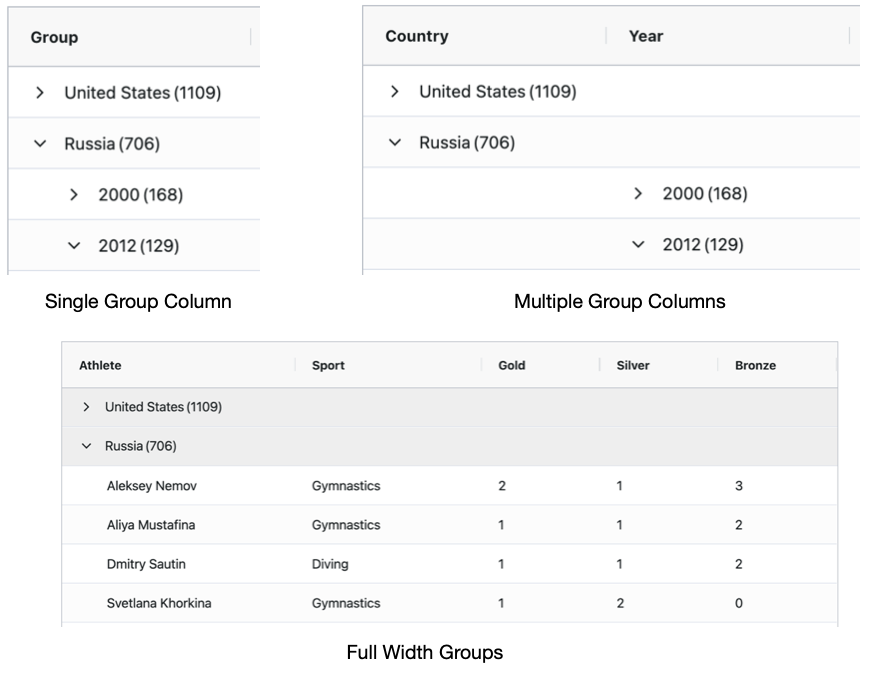 Group
United States (1109)
Russia (706)
2000 (168)
2012 (129)
Single Group Column
Country Year
United States (1109)
Russia (706)
2000 (168)
2012 (129)
Multiple Group Columns
Athlete Sport Gold Silver Bronze
United States (1109)
Russia (706)
Aleksey Nemov Gymnastics 2 1 3
Aliya Mustafina Gymnastics 1 1 2
Dmitry Sautin Diving 1 1 2
Svetlana Khorkina Gymnastics 1 2 0
Full Width Groups